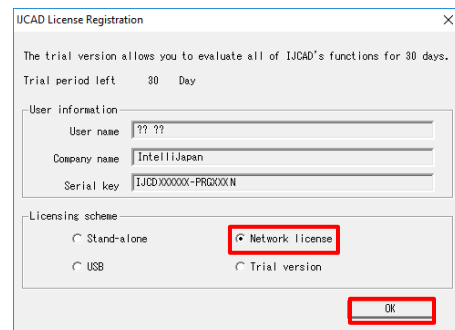 IJCAD License Registration
The trial version allows you to evaluate all of IJCAD's functions for 30 days.
Trial period left 30 Day
User information
User name ?? ??
Company name IntelliJapan
Serial key IJCDXXXXXX-PRGXXXN
Licensing scheme
Stand-alone Network license
USB Trial version
OK